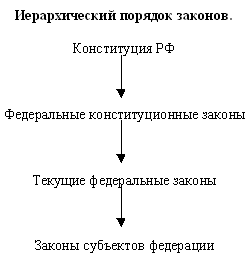 Иерархический порядок законов.
Конституция РФ
Федеральные конституционные законы
Текущие федеральные законы
Законы субъектов федерации